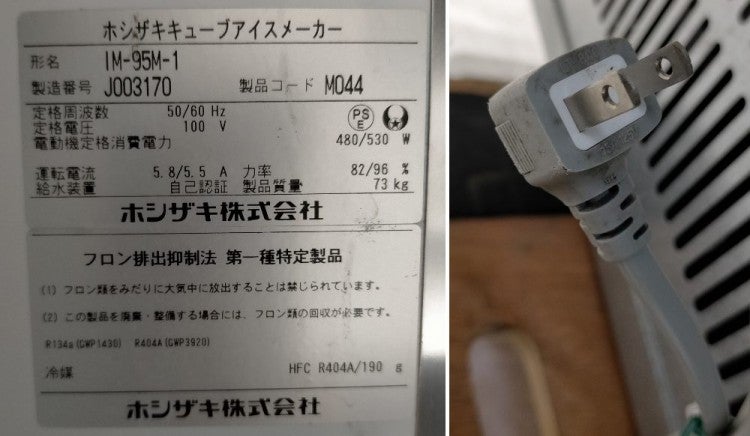 ホシザキキューブアイスメーカー
形名 IM-95M-1
製造番号 J003170 製品コード M044
定格周波数 50/60 Hz
定格電圧 100 V
PS E
電動機定格消費電力 480/530 W
運転電流 5.8/5.5 A 力率 82/96 %
給水装置 自己認証 製品質量 73 kg
ホシザキ株式会社
フロン排出抑制法 第一種特定製品
(1) フロン類をみだりに大気中に放出することは禁じられています。
(2) この製品を廃棄・整備する場合には、フロン類の回収が必要です。
R134a(GWP1430) R404A(GWP3920)
冷媒 HFC R404A/190 g
ホシザキ株式会社